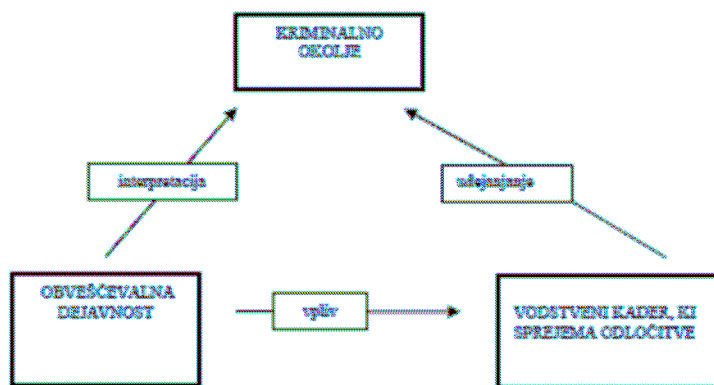 KRIMINALNO
OKOLJE
interpretacija
udejanjanje
OBVEŠČEVALNA
DEJAVNOST
vpliv
VODSTVENI KADER, KI
SPREJEMA ODLOČITVE